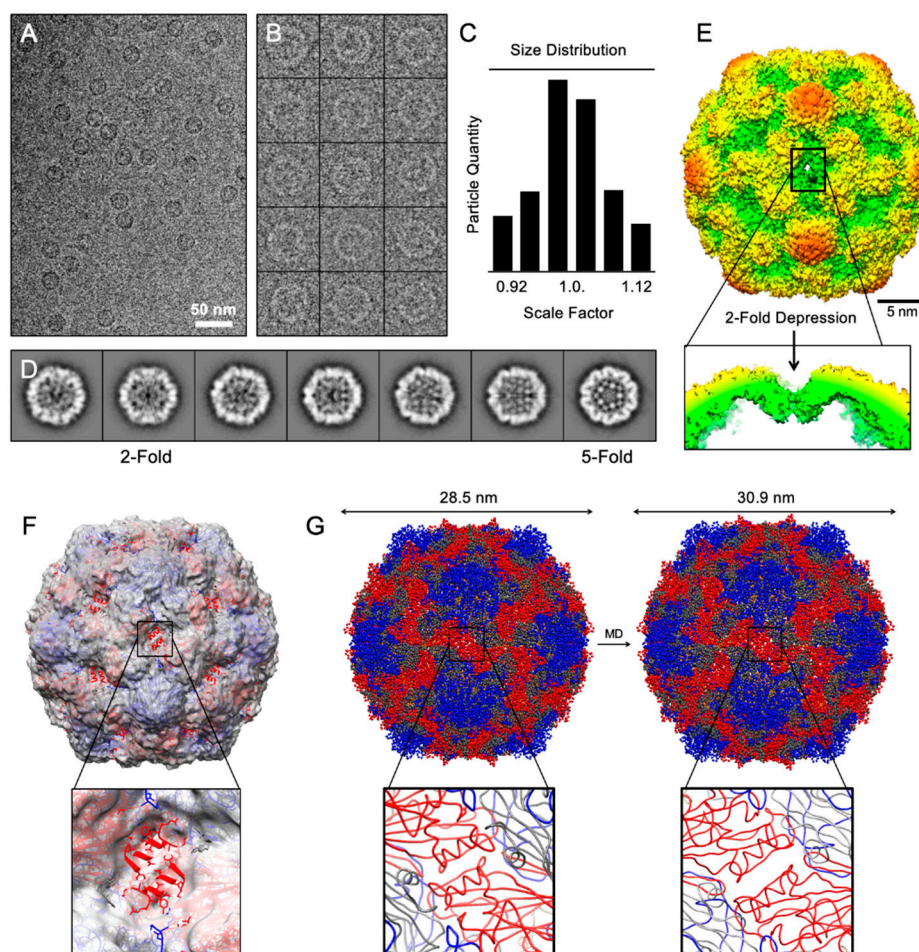 A
B
C
Size Distribution
Particle Quantity
0.92
1.0.
1.12
Scale Factor
50 nm
E
5 nm
2-Fold Depression
D
2-Fold
5-Fold
F
G
28.5 nm
30.9 nm
MD